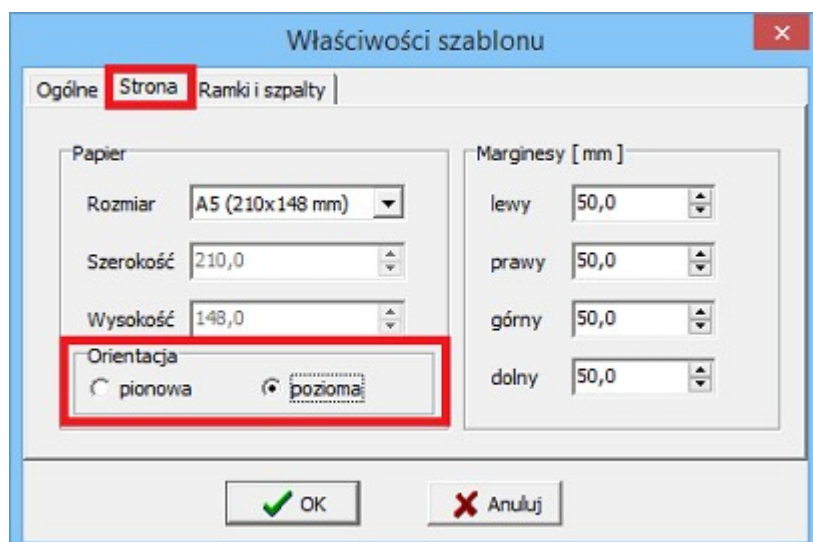 Właściwości szablonu
Ogólne Strona Ramki i szpalty
Papier
Rozmiar A5 (210x148 mm)
Szerokość 210,0
Wysokość 148,0
Orientacja
pionowa pozioma
Marginesy [ mm ]
lewy 50,0
prawy 50,0
górny 50,0
dolny 50,0
OK Anuluj